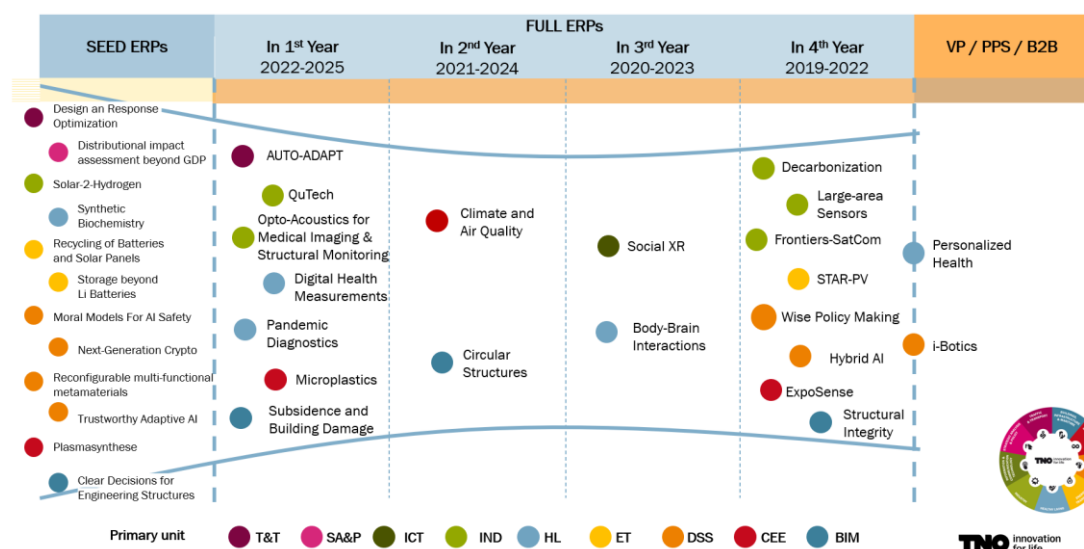 FULL ERPs
SEED ERPs
In 1st Year
2022-2025
In 2nd Year
2021-2024
In 3rd Year
2020-2023
In 4th Year
2019-2022
VP / PPS / B2B
Design an Response
Optimization
Distributional impact
assessment beyond GDP
Solar-2-Hydrogen
Synthetic
Biochemistry
Recycling of Batteries
and Solar Panels
Storage beyond
Li Batteries
Moral Models For AI Safety
Next-Generation Crypto
Reconfigurable multi-functional
metamaterials
Trustworthy Adaptive AI
Plasmasynthese
Clear Decisions for
Engineering Structures
AUTO-ADAPT
QuTech
Opto-Acoustics for
Medical Imaging &
Structural Monitoring
Digital Health
Measurements
Pandemic
Diagnostics
Microplastics
Subsidence and
Building Damage
Climate and
Air Quality
Circular
Structures
Social XR
Body-Brain
Interactions
Decarbonization
Large-area
Sensors
Frontiers-SatCom
STAR-PV
Wise Policy Making
Hybrid AI
ExpoSense
Structural
Integrity
Personalized
Health
i-Botics
TNO innovation
for life
Primary unit
T&T
SA&P
ICT
IND
HL
ET
DSS
CEE
BIM
TNO innovation
for life